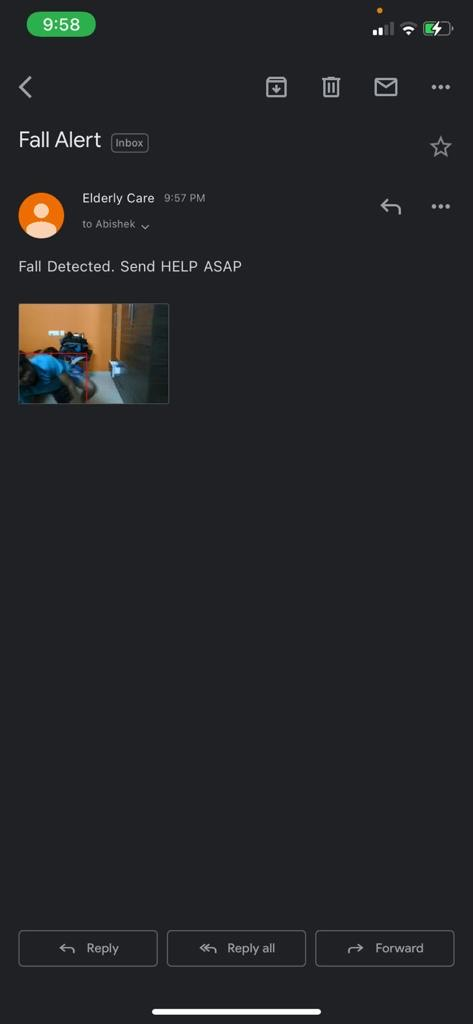 9:58
Fall Alert Inbox
Elderly Care 9:57 PM
to Abishek
Fall Detected. Send HELP ASAP
Reply
Reply all
Forward